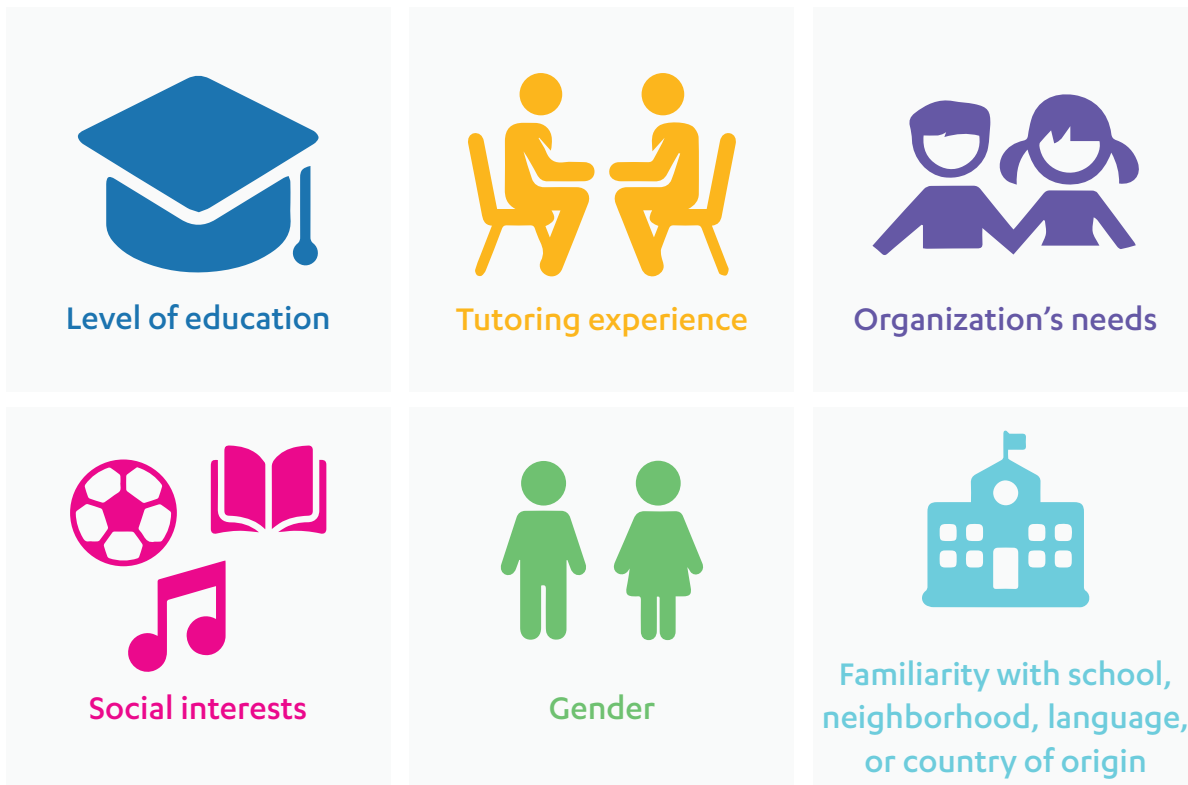 Level of education
Tutoring experience
Organization’s needs
Social interests
Gender
Familiarity with school,
neighborhood, language,
or country of origin